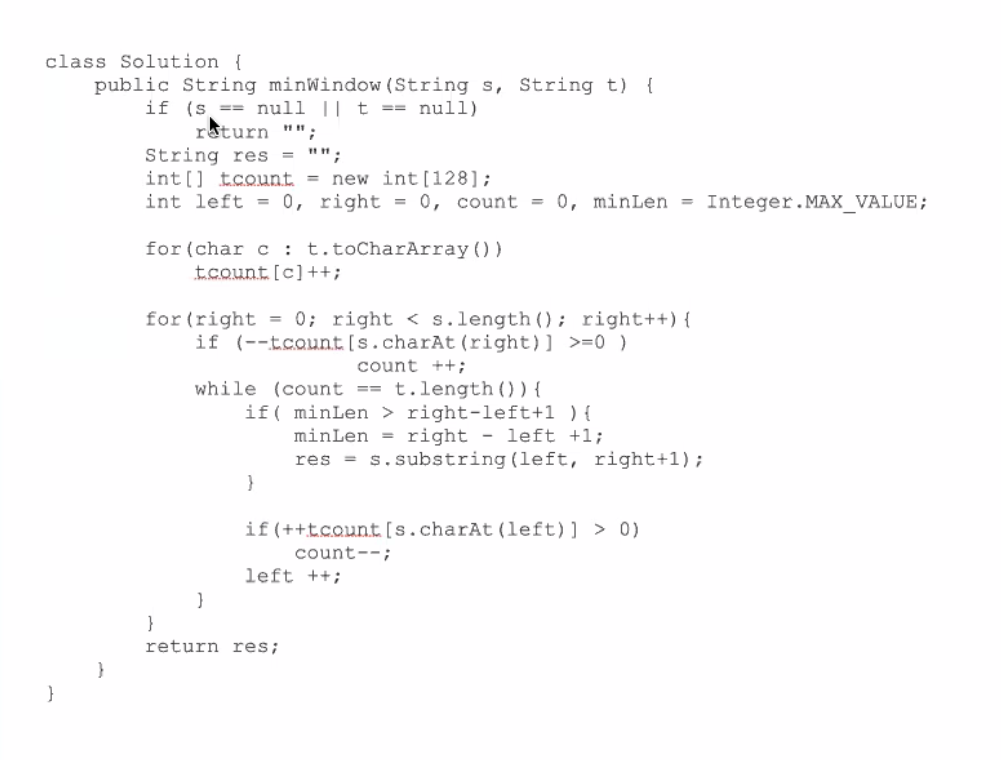 class Solution {
    public String minWindow(String s, String t) {
        if (s == null || t == null)
            return "";
        String res = "";
        int[] tcount = new int[128];
        int left = 0, right = 0, count = 0, minLen = Integer.MAX_VALUE;

        for(char c : t.toCharArray())
            tcount[c]++;

        for(right = 0; right < s.length(); right++){
            if (--tcount[s.charAt(right)] >=0 )
                         count ++;
            while (count == t.length()){
                if( minLen > right-left+1 ){
                    minLen = right - left +1;
                    res = s.substring(left, right+1);
                }

                if(++tcount[s.charAt(left)] > 0)
                    count--;
                left ++;
            }
        }
        return res;
    }
}